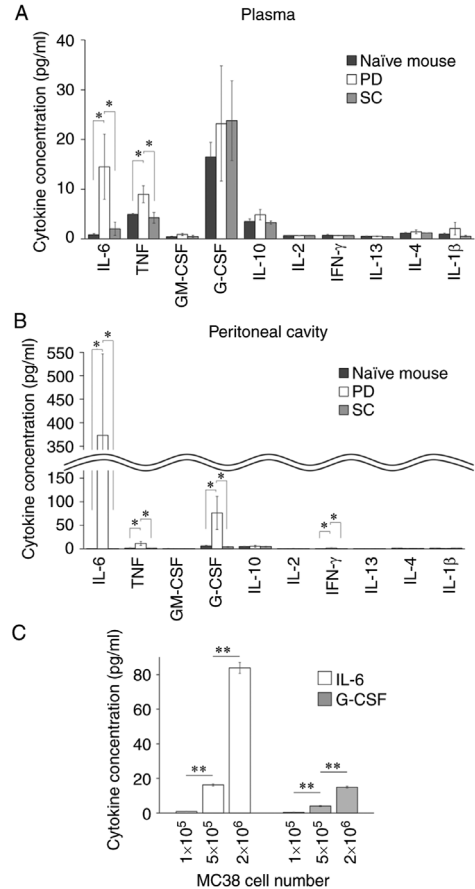 A
Plasma
Cytokine concentration (pg/ml)
40
30
20
10
0
Naïve mouse
PD
SC
* * * *
IL-6
TNF
GM-CSF
G-CSF
IL-10
IL-2
IFN-γ
IL-13
IL-4
IL-1β
B
Peritoneal cavity
Cytokine concentration (pg/ml)
550
500
450
400
350
150
100
50
0
Naïve mouse
PD
SC
* * * * * * * *
IL-6
TNF
GM-CSF
G-CSF
IL-10
IL-2
IFN-γ
IL-13
IL-4
IL-1β
C
Cytokine concentration (pg/ml)
80
60
40
20
0
IL-6
G-CSF
** ** ** **
1×10⁵
5×10⁵
2×10⁶
1×10⁵
5×10⁵
2×10⁶
MC38 cell number